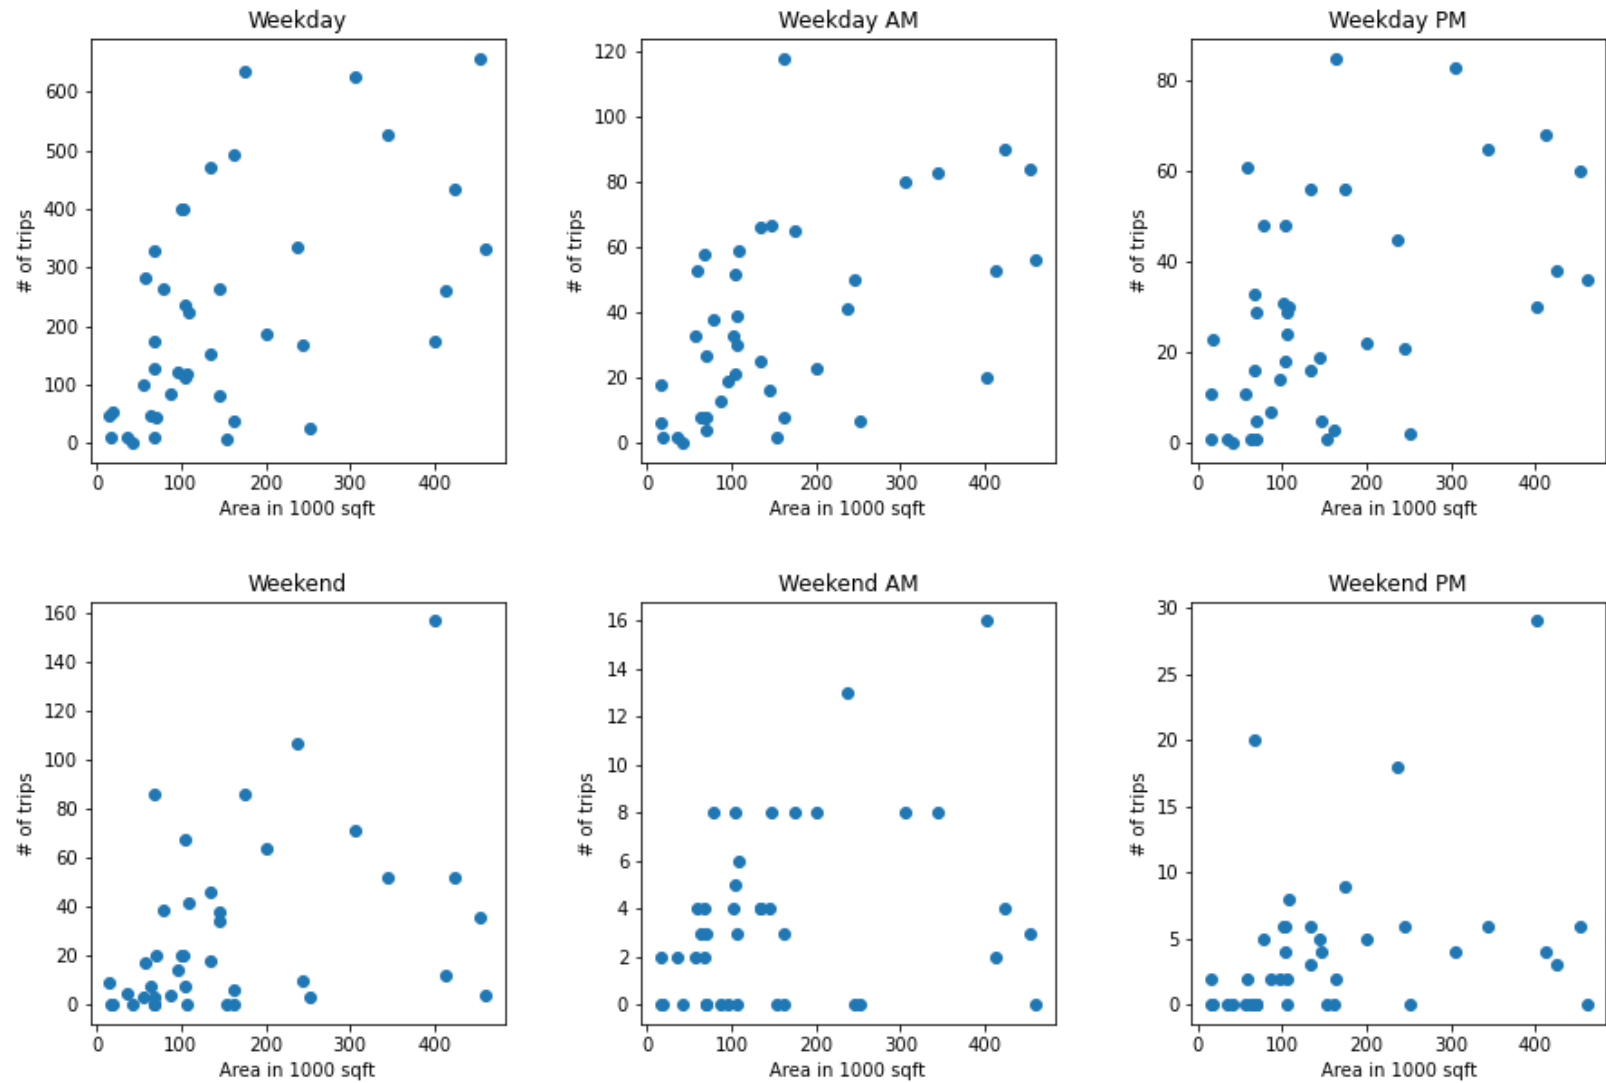 Weekday
600
500
400
300
200
100
0
# of trips
0 100 200 300 400
Area in 1000 sqft
Weekday AM
120
100
80
60
40
20
0
# of trips
0 100 200 300 400
Area in 1000 sqft
Weekday PM
80
60
40
20
0
# of trips
0 100 200 300 400
Area in 1000 sqft
Weekend
160
140
120
100
80
60
40
20
0
# of trips
0 100 200 300 400
Area in 1000 sqft
Weekend AM
16
14
12
10
8
6
4
2
0
# of trips
0 100 200 300 400
Area in 1000 sqft
Weekend PM
30
25
20
15
10
5
0
# of trips
0 100 200 300 400
Area in 1000 sqft